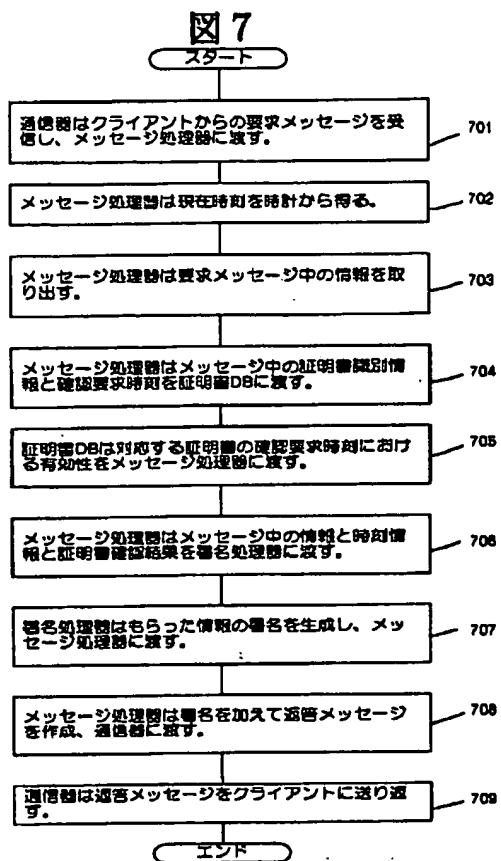 図7
スタート
通信器はクライアントからの要求メッセージを受
信し、メッセージ処理器に渡す。
701
メッセージ処理器は現在時刻を時計から得る。
702
メッセージ処理器は要求メッセージ中の情報を取
り出す。
703
メッセージ処理器はメッセージ中の証明書識別情
報と確認要求時刻を証明書DBに渡す。
704
証明書DBは対応する証明書の確認要求時刻におけ
る有効性をメッセージ処理器に渡す。
705
メッセージ処理器はメッセージ中の情報と時刻情
報と証明書確認結果を署名処理器に渡す。
706
署名処理器はもらった情報の署名を生成し、メッ
セージ処理器に渡す。
707
メッセージ処理器は署名を加えて返答メッセージ
を作成、通信器に渡す。
708
通信器は返答メッセージをクライアントに送り返
す。
709
エンド